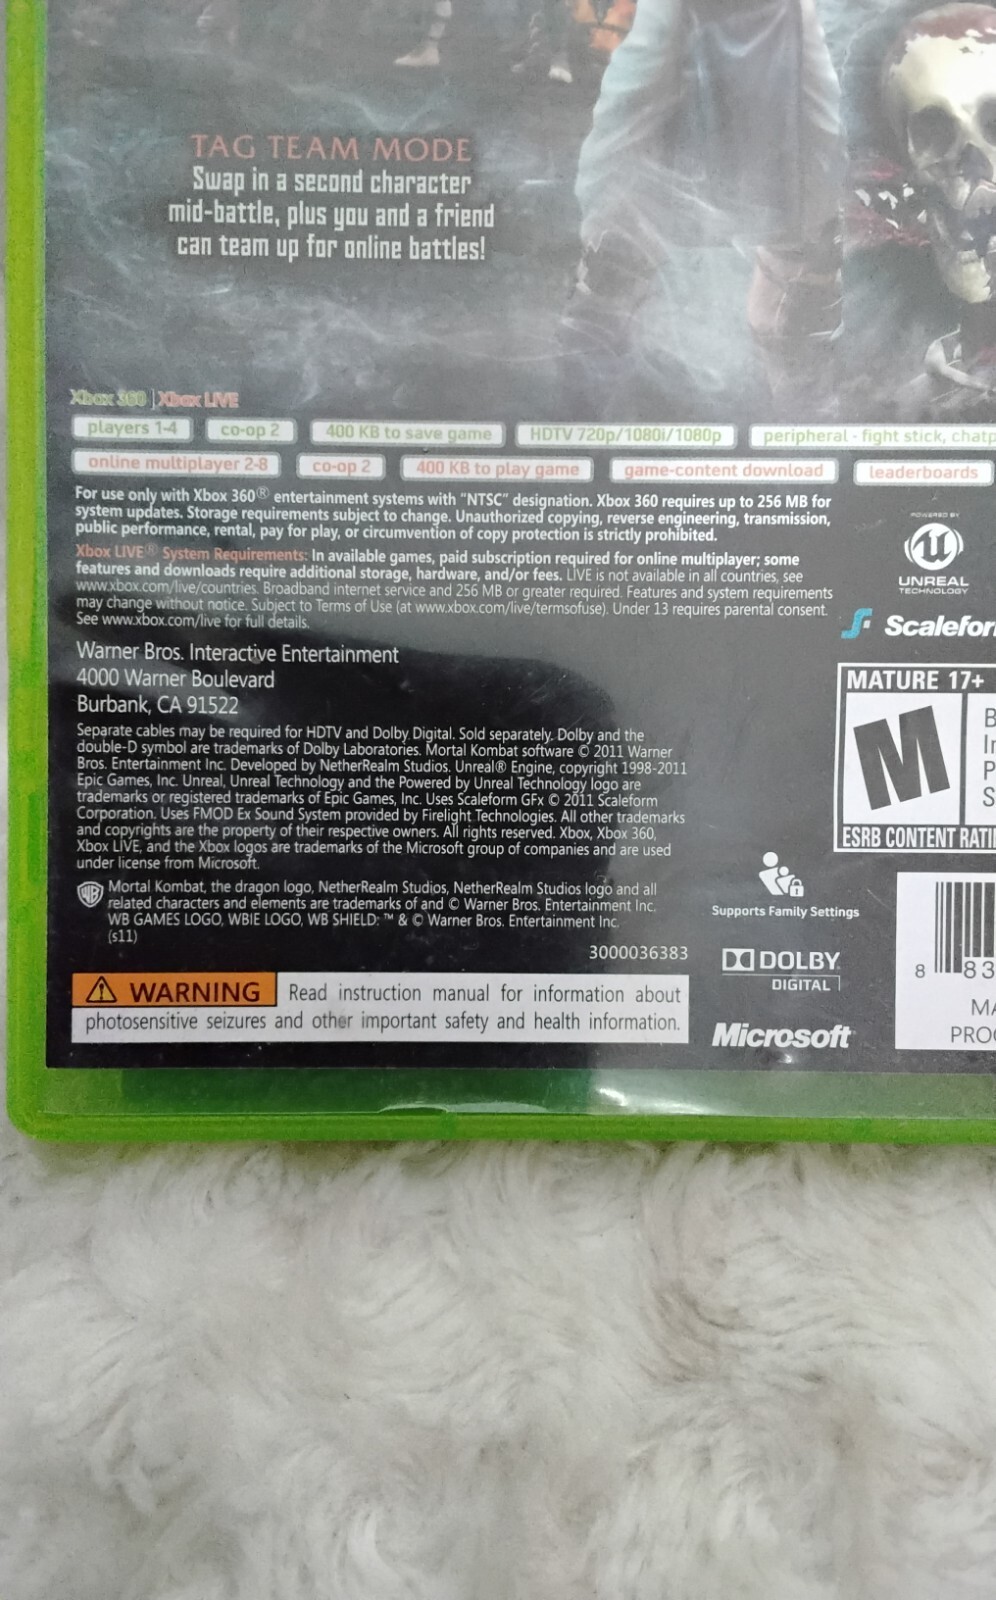 TAG TEAM MODE
Swap in a second character
mid-battle, plus you and a friend
can team up for online battles!
Xbox 360 | Xbox LIVE
players 1-4 co-op 2 400 KB to save game HDTV 720p/1080i/1080p peripheral - fight stick,
online multiplayer 2-8 co-op 2 400 KB to play game game-content download leaderboards
For use only with Xbox 360® entertainment systems with "NTSC" designation. Xbox 360 requires up to 256 MB for
system updates. Storage requirements subject to change. Unauthorized copying, reverse engineering, transmission,
public performance, rental, pay for play, or circumvention of copy protection is strictly prohibited.
Xbox LIVE® System Requirements: In available games, paid subscription required for online multiplayer; some
features and downloads require additional storage, hardware, and/or fees. LIVE is not available in all countries, see
www.xbox.com/live/countries. Broadband internet service and 256 MB or greater required. Features and system requirements
may change without notice. Subject to Terms of Use (at www.xbox.com/live/termsofuse). Under 13 requires parental consent.
See www.xbox.com/live for full details.
POWERED BY
UNREAL
TECHNOLOGY
Scalefor
Warner Bros. Interactive Entertainment
4000 Warner Boulevard
Burbank, CA 91522
Separate cables may be required for HDTV and Dolby Digital. Sold separately. Dolby and the
double-D symbol are trademarks of Dolby Laboratories. Mortal Kombat software © 2011 Warner
Bros. Entertainment Inc. Developed by NetherRealm Studios. Unreal® Engine, copyright 1998-2011
Epic Games, Inc. Unreal, Unreal Technology and the Powered by Unreal Technology logo are
trademarks or registered trademarks of Epic Games, Inc. Uses Scaleform GFx © 2011 Scaleform
Corporation. Uses FMOD Ex Sound System provided by Firelight Technologies. All other trademarks
and copyrights are the property of their respective owners. All rights reserved. Xbox, Xbox 360,
Xbox LIVE, and the Xbox logos are trademarks of the Microsoft group of companies and are used
under license from Microsoft.
WB Mortal Kombat, the dragon logo, NetherRealm Studios, NetherRealm Studios logo and all
related characters and elements are trademarks of and © Warner Bros. Entertainment Inc.
WB GAMES LOGO, WBIE LOGO, WB SHIELD: ™ & © Warner Bros. Entertainment Inc.
(s11)
3000036383
WARNING Read instruction manual for information about
photosensitive seizures and other important safety and health information.
MATURE 17+
M
ESRB CONTENT RATI
Supports Family Settings
DOLBY
DIGITAL
Microsoft
8 83
MA
PROC